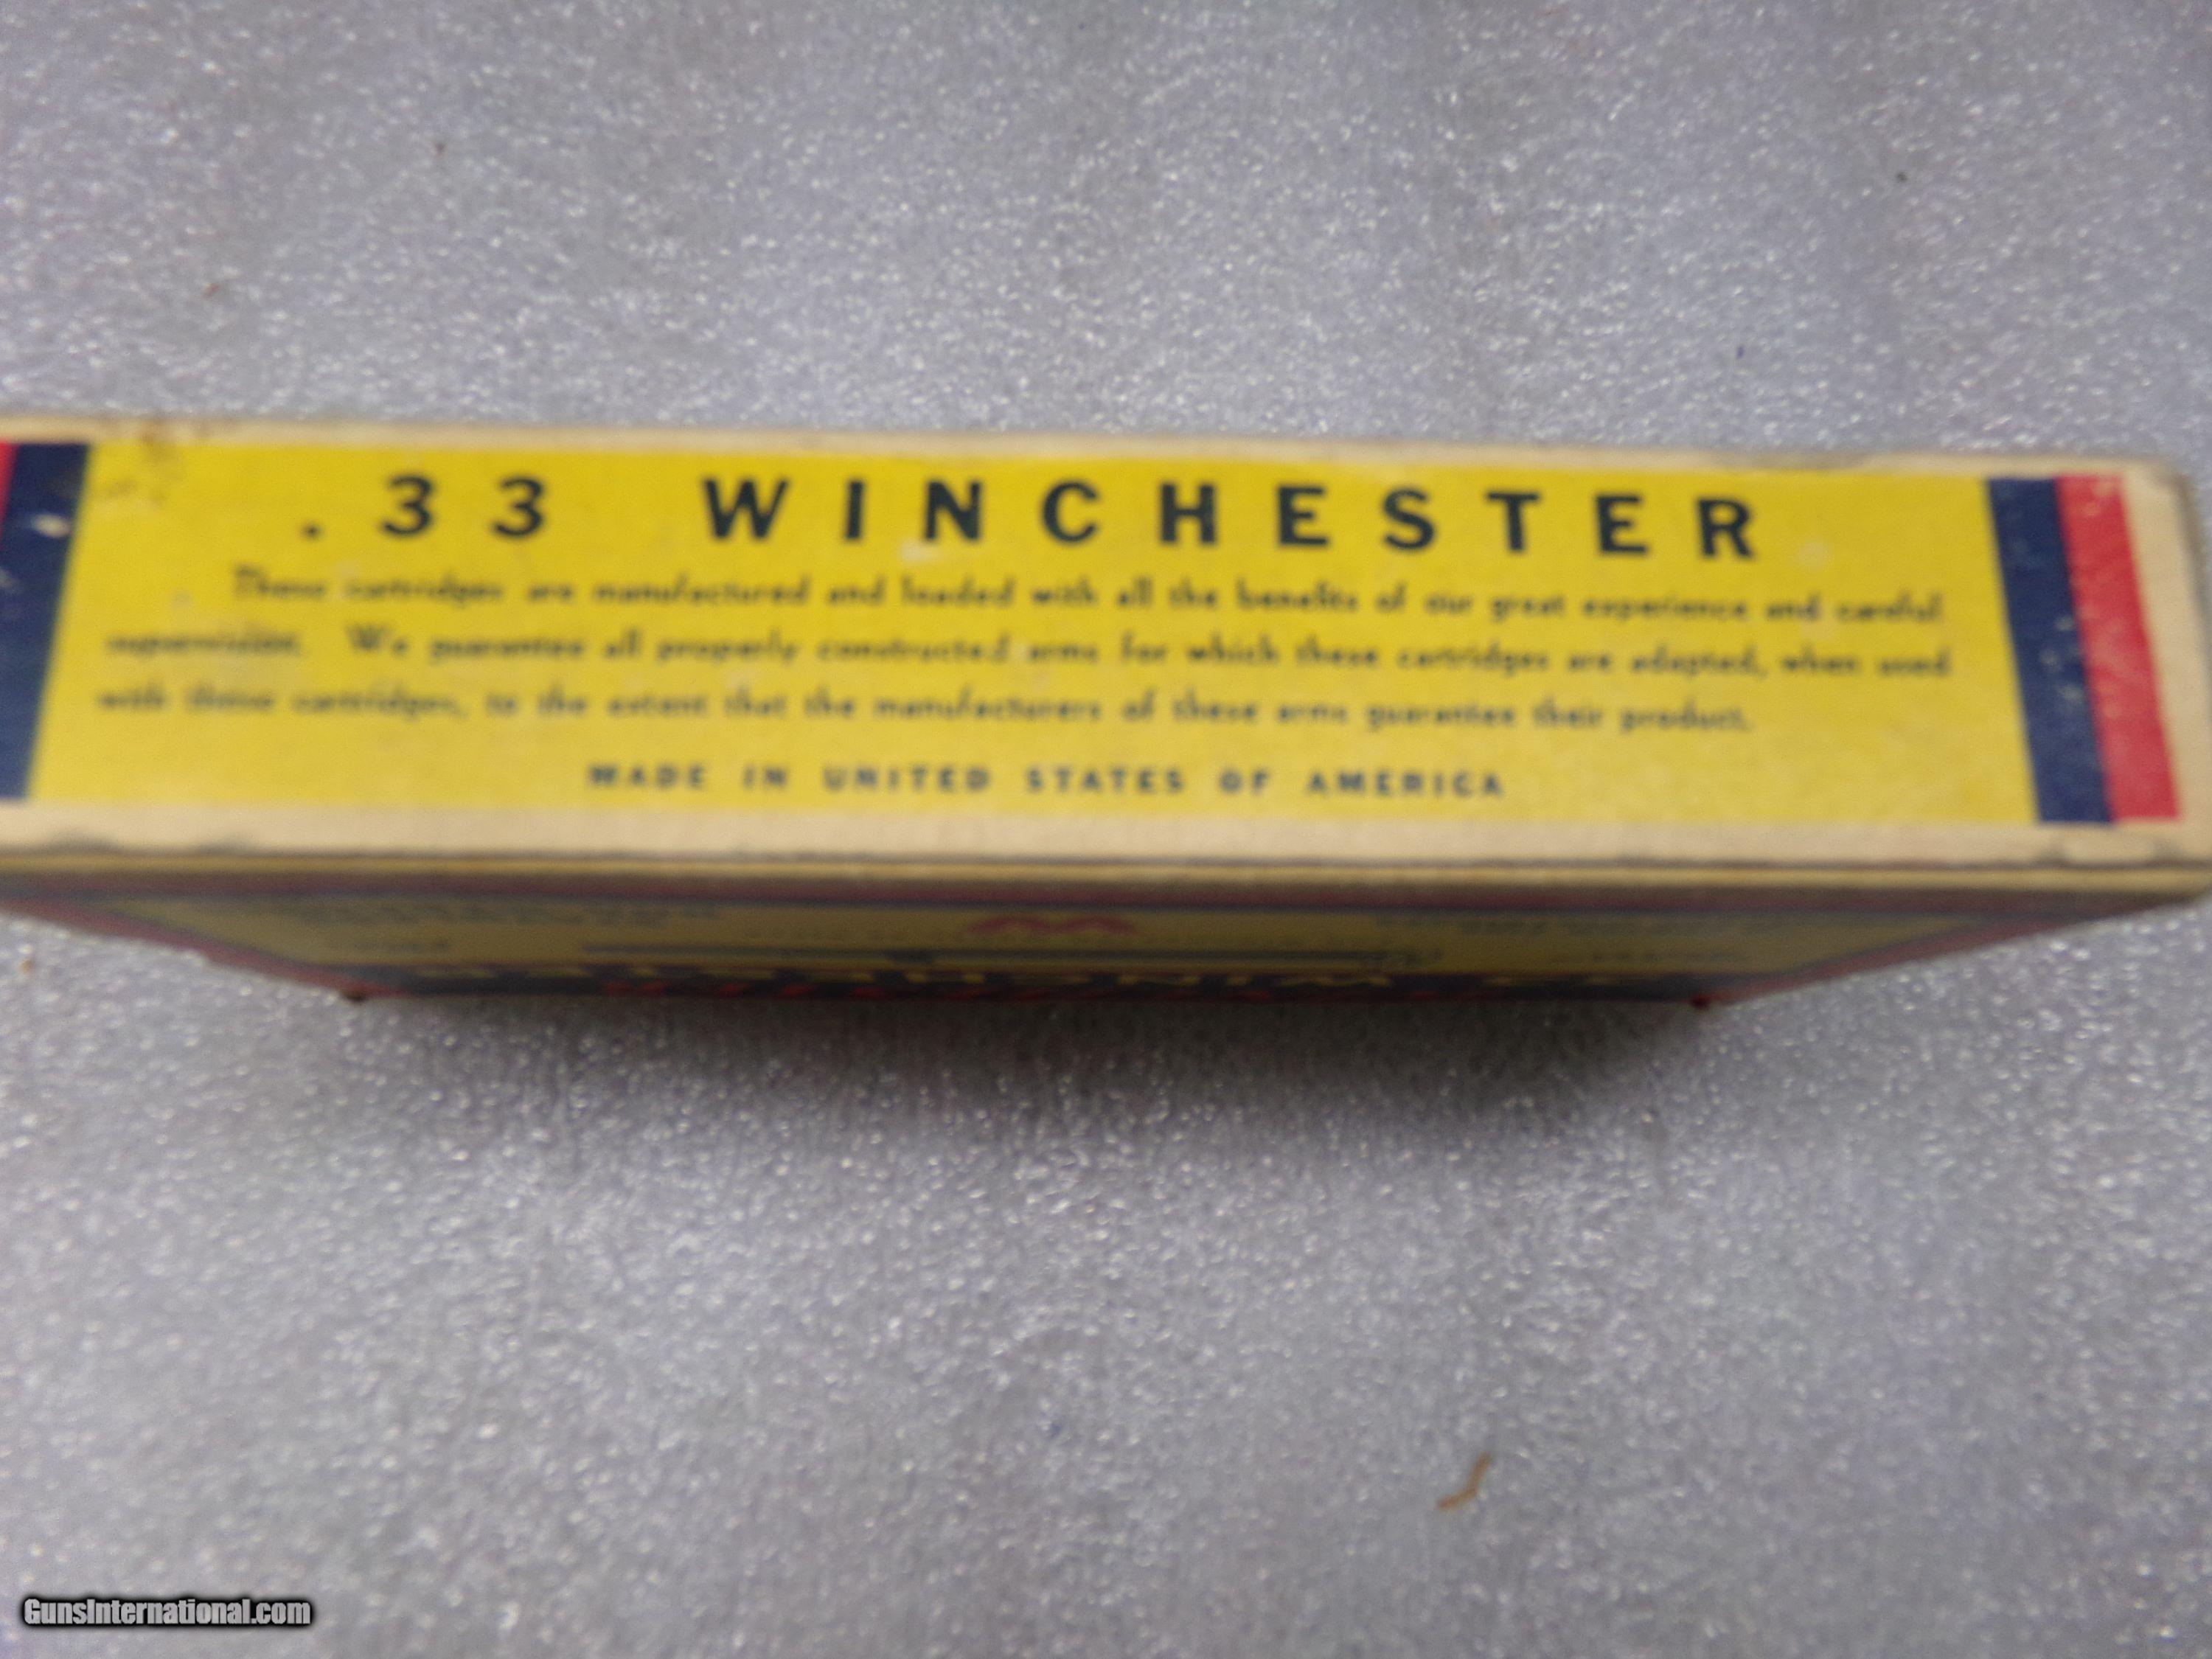 .33 WINCHESTER
These cartridges are manufactured and loaded with all the benefits of our great experience and careful
supervision. We guarantee all properly constructed arms for which these cartridges are adapted, when used
with these cartridges, to the extent that the manufacturers of these arms guarantee their product.
MADE IN UNITED STATES OF AMERICA
GunsInternational.com